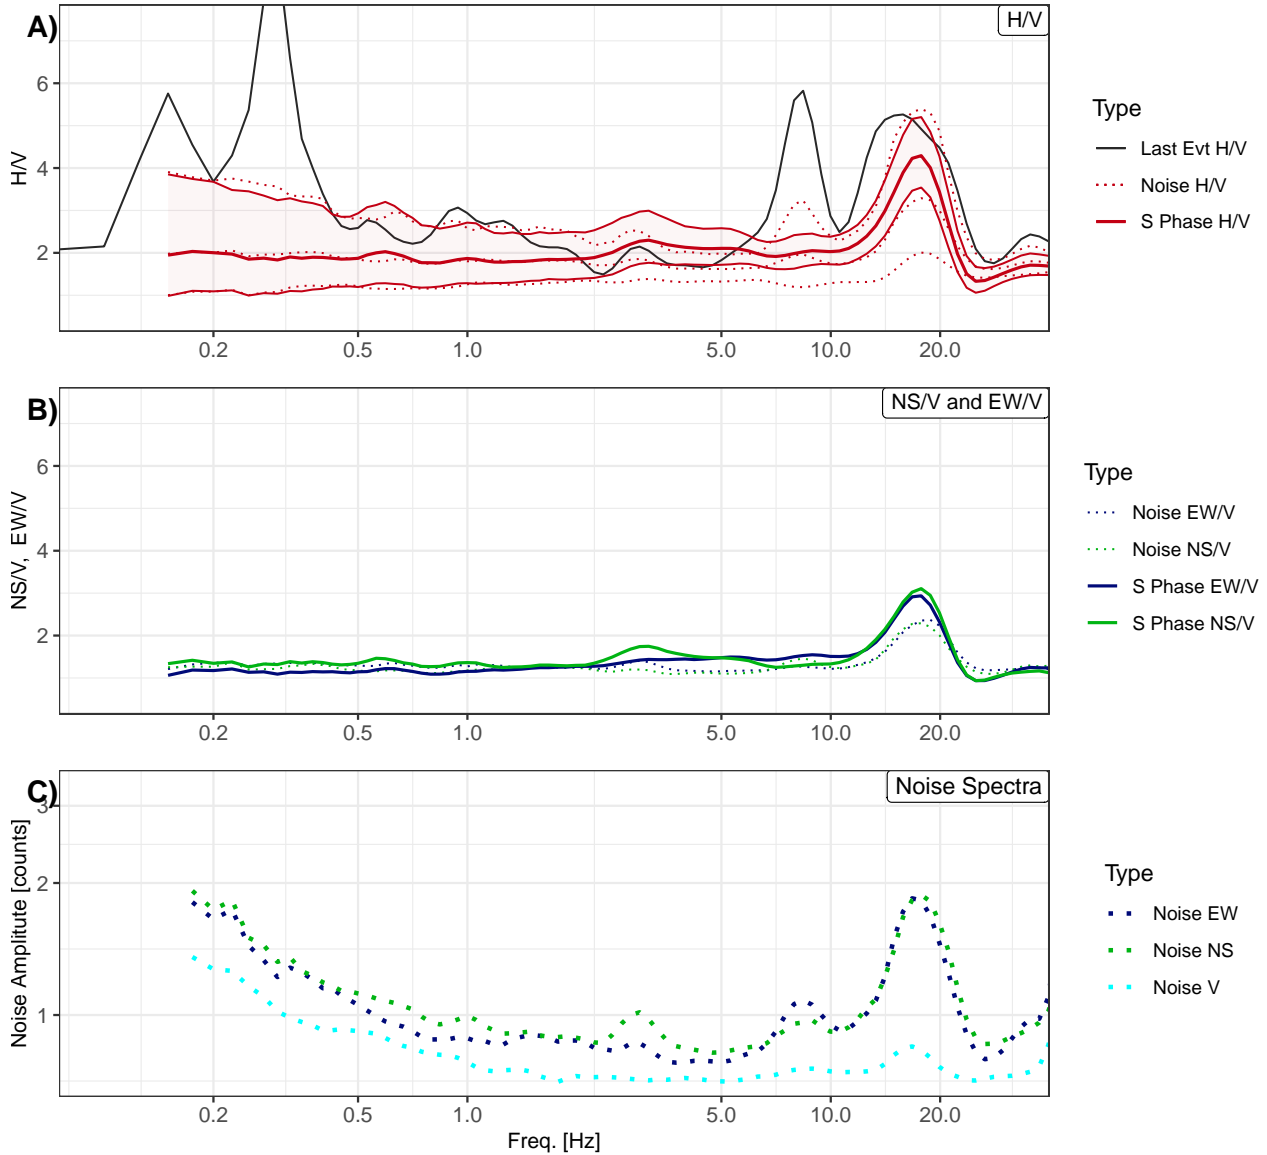 A)
H/V
6
4
2
H/V
0.2 0.5 1.0 5.0 10.0 20.0
Type
Last Evt H/V
Noise H/V
S Phase H/V
B)
NS/V and EW/V
6
4
2
NS/V, EW/V
0.2 0.5 1.0 5.0 10.0 20.0
Type
Noise EW/V
Noise NS/V
S Phase EW/V
S Phase NS/V
C)
Noise Spectra
3
2
1
Noise Amplitute [counts]
0.2 0.5 1.0 5.0 10.0 20.0
Freq. [Hz]
Type
Noise EW
Noise NS
Noise V